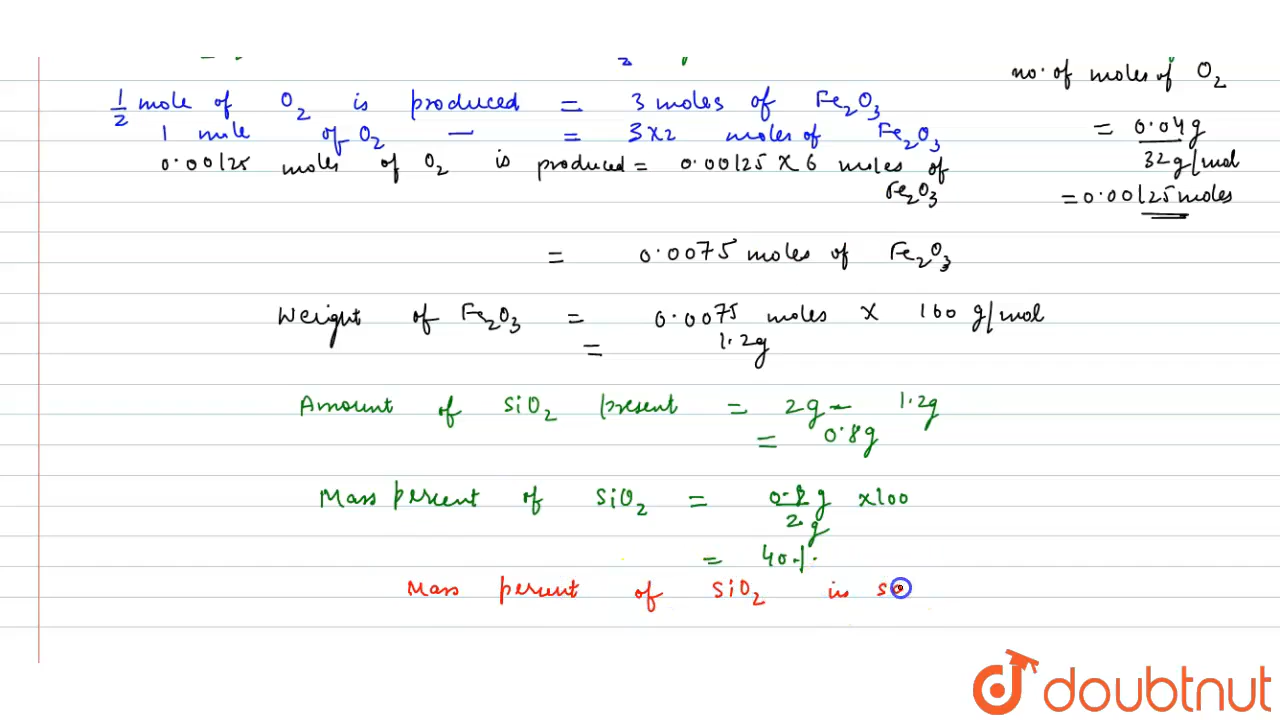 no. of moles of O2
1/2 mole of O2 is produced = 3 moles of Fe2O3
1 mole of O2 — = 3x2 moles of Fe2O3
= 0.04g
32g/mol
0.00125 moles of O2 is produced = 0.00125 x 6 moles of
Fe2O3
= 0.00125 moles
= 0.0075 moles of Fe2O3
Weight of Fe2O3 = 0.0075 moles x 160 g/mol
= 1.2g
Amount of SiO2 present = 2g - 1.2g
= 0.8g
Mass percent of SiO2 = 0.8g x100
2g
= 40%.
Mass percent of SiO2 is
doubtnut